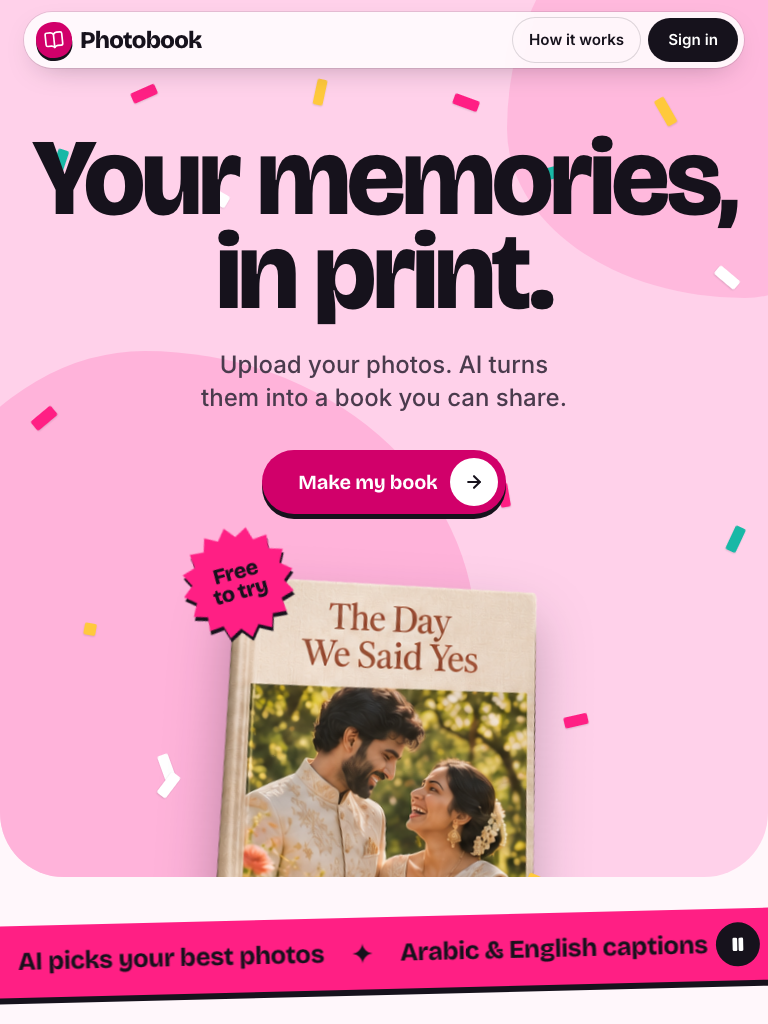 Photobook
How it works
Sign in
Your memories,
in print.
Upload your photos. AI turns
them into a book you can share.
Make my book
Free
to try
The Day
We Said Yes
AI picks your best photos ✦ Arabic & English captions